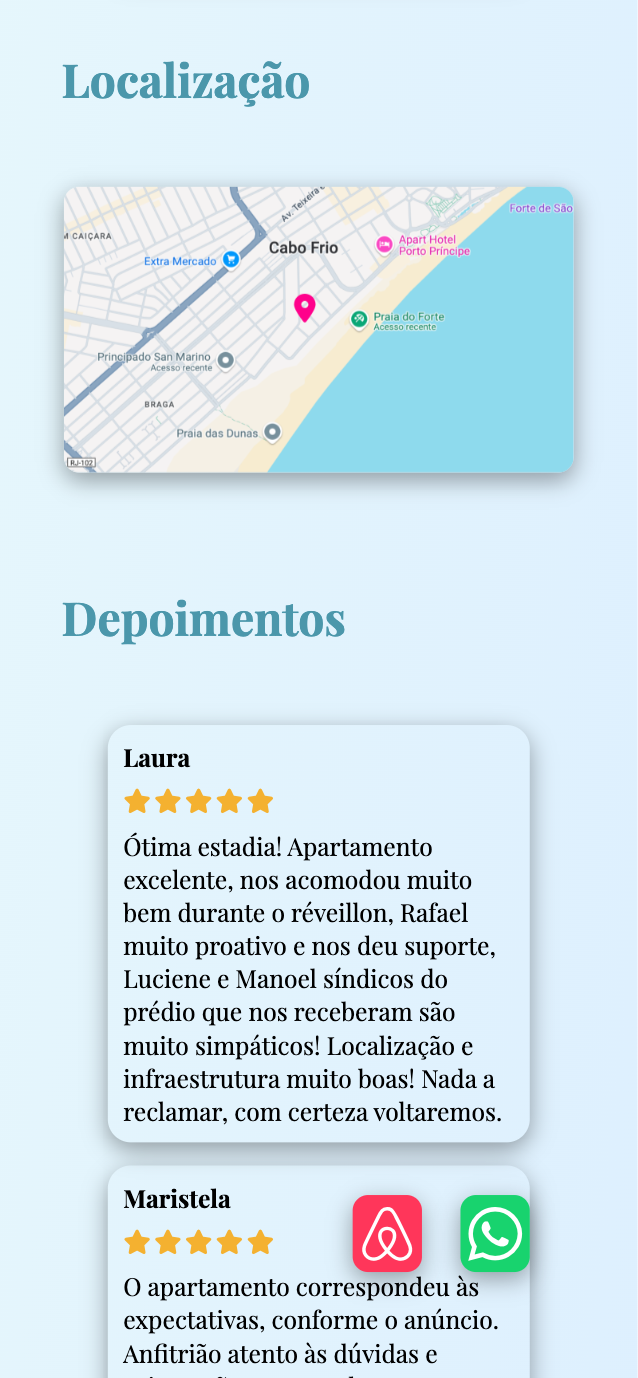 Localização
Av. Teixeira e
Forte de São
M CAIÇARA
Apart Hotel
Porto Príncipe
Cabo Frio
Extra Mercado
Praia do Forte
Acesso recente
Principado San Marino
Acesso recente
BRAGA
Praia das Dunas
RJ-102
Depoimentos
Laura
Ótima estadia! Apartamento
excelente, nos acomodou muito
bem durante o réveillon, Rafael
muito proativo e nos deu suporte,
Luciene e Manoel síndicos do
prédio que nos receberam são
muito simpáticos! Localização e
infraestrutura muito boas! Nada a
reclamar, com certeza voltaremos.
Maristela
O apartamento correspondeu às
expectativas, conforme o anúncio.
Anfitrião atento às dúvidas e